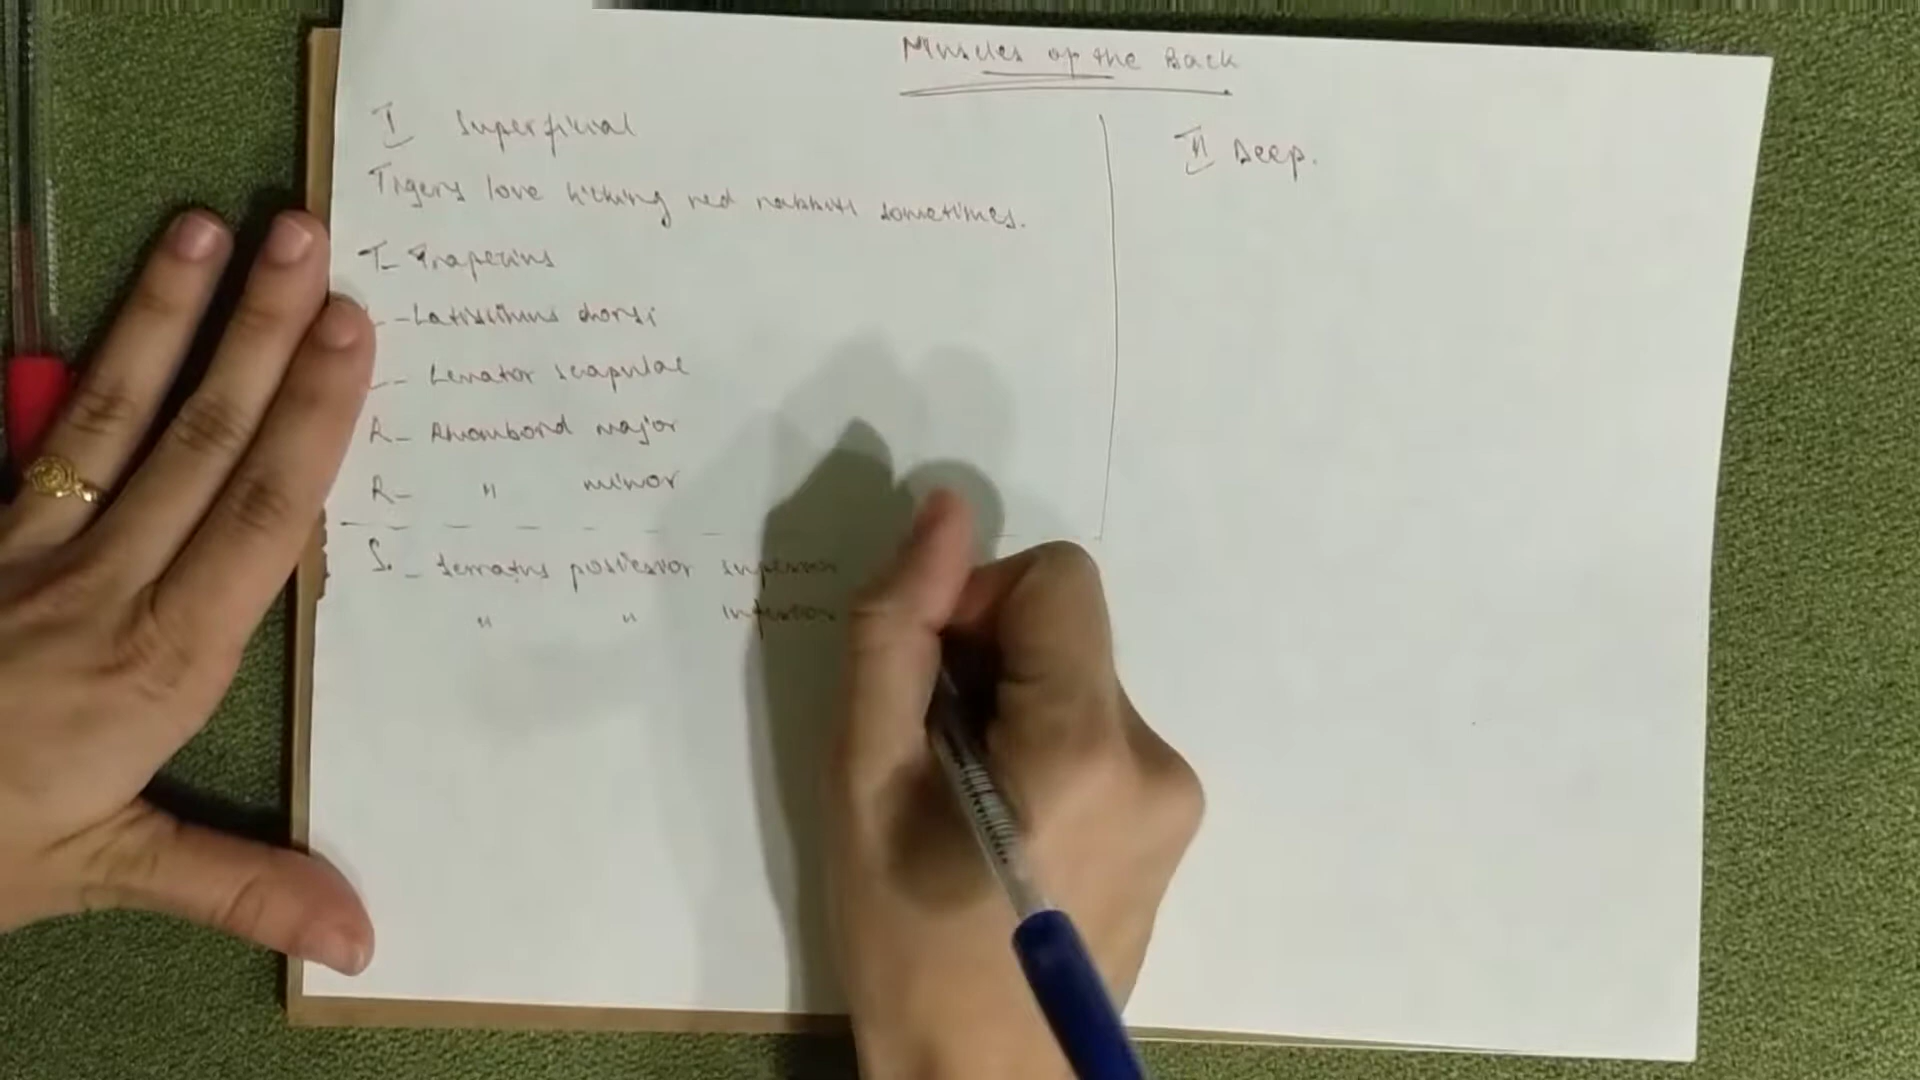 Muscles of the Back
I Superficial
Tigers love kicking red rabbits sometimes.
T- Trapezius
L - Latissimus dorsi
L - Levator scapulae
R- Rhomboid major
R- " minor
S. - Serratus posterior superior
" " inferior
II Deep.